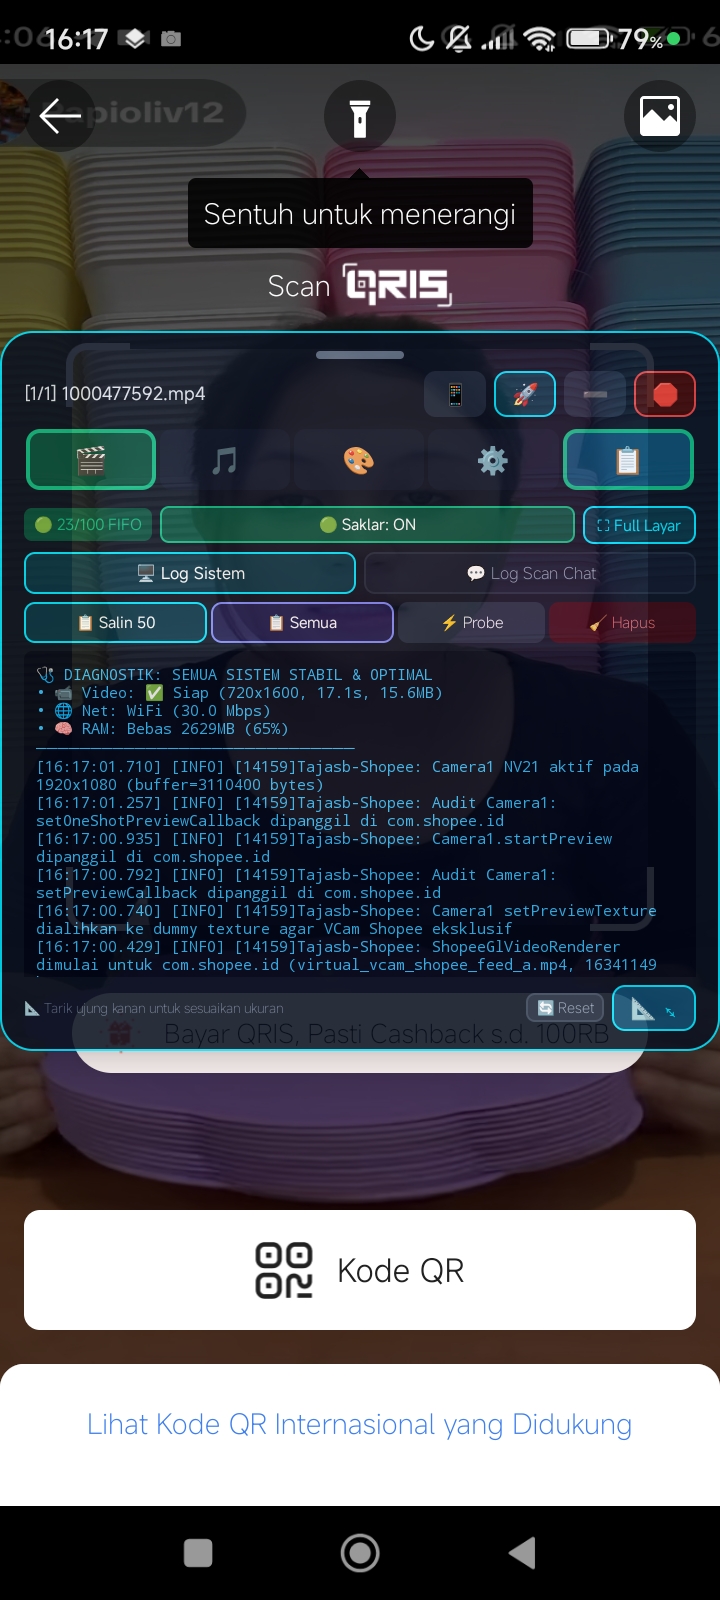 16:17
79%
apioliv12
Sentuh untuk menerangi
Scan QRIS
[1/1] 1000477592.mp4
23/100 FIFO
Saklar: ON
Full Layar
Log Sistem
Log Scan Chat
Salin 50
Semua
Probe
Hapus
DIAGNOSTIK: SEMUA SISTEM STABIL & OPTIMAL
• Video: ✅ Siap (720x1600, 17.1s, 15.6MB)
• Net: WiFi (30.0 Mbps)
• RAM: Bebas 2629MB (65%)
[16:17:01.710] [INFO] [14159]Tajasb-Shopee: Camera1 NV21 aktif pada
1920x1080 (buffer=3110400 bytes)
[16:17:01.257] [INFO] [14159]Tajasb-Shopee: Audit Camera1:
setOneShotPreviewCallback dipanggil di com.shopee.id
[16:17:00.935] [INFO] [14159]Tajasb-Shopee: Camera1.startPreview
dipanggil di com.shopee.id
[16:17:00.792] [INFO] [14159]Tajasb-Shopee: Audit Camera1:
setPreviewCallback dipanggil di com.shopee.id
[16:17:00.740] [INFO] [14159]Tajasb-Shopee: Camera1 setPreviewTexture
dialihkan ke dummy texture agar VCam Shopee eksklusif
[16:17:00.429] [INFO] [14159]Tajasb-Shopee: ShopeeGlVideoRenderer
dimulai untuk com.shopee.id (virtual_vcam_shopee_feed_a.mp4, 16341149
Tarik ujung kanan untuk sesuaikan ukuran
Reset
Bayar QRIS, Pasti Cashback s.d. 100RB
Kode QR
Lihat Kode QR Internasional yang Didukung